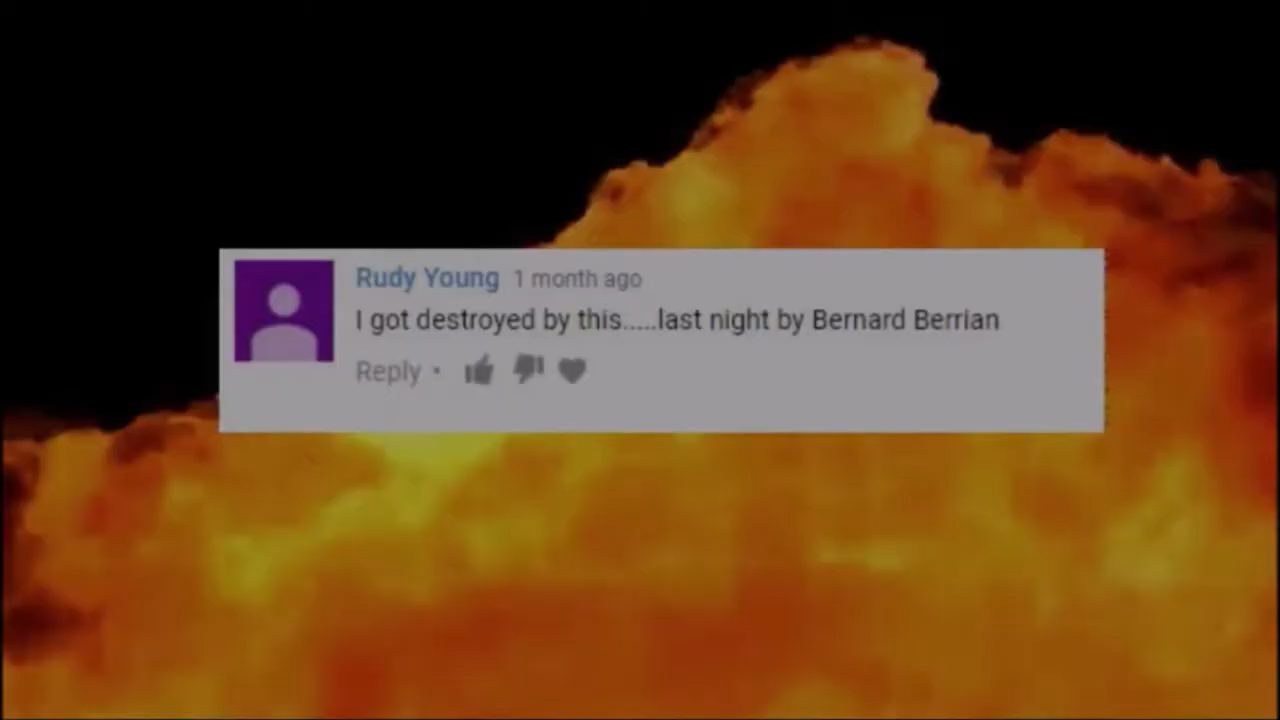 Rudy Young 1 month ago
I got destroyed by this.....last night by Bernard Berrian
Reply •